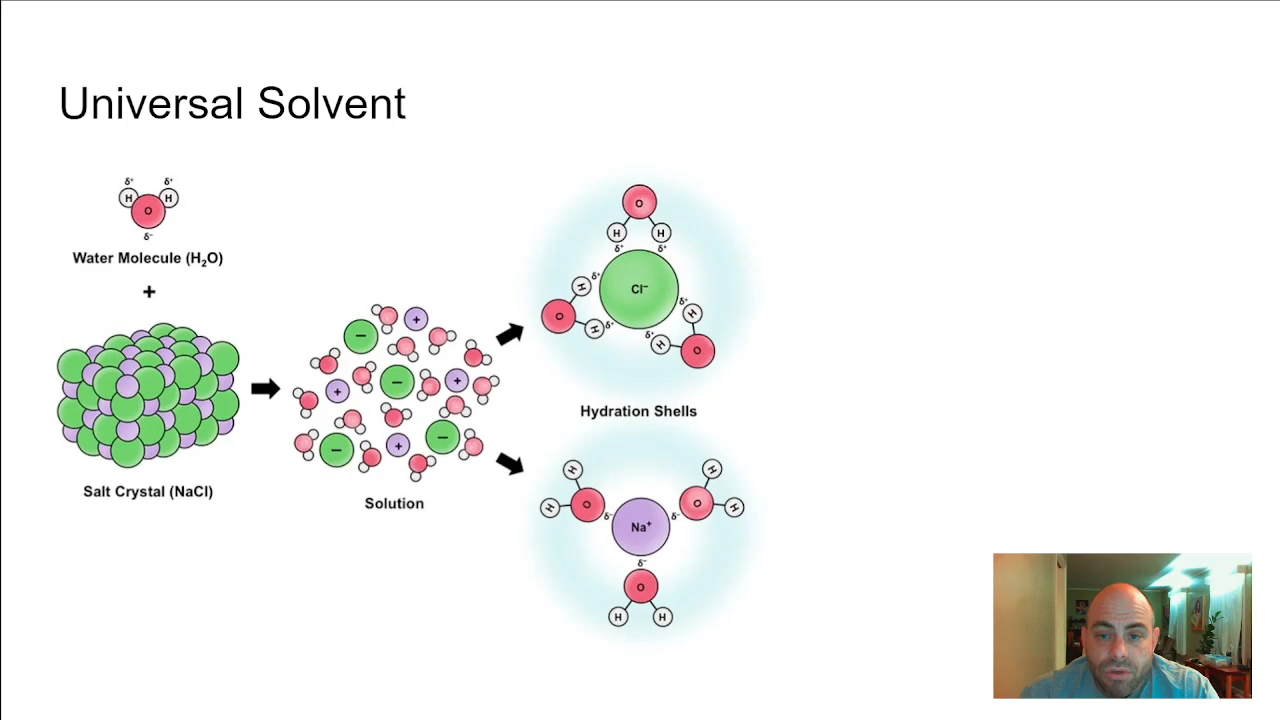 Universal Solvent
δ⁺ δ⁺
H H
O
δ⁻
Water Molecule (H₂O)
+
Salt Crystal (NaCl)
− +
+ − +
− + −
Solution
O
H H
δ⁺ δ⁺
Cl⁻
H δ⁺
O
H δ⁺
δ⁺ H
δ⁺ H
O
Hydration Shells
H H
O O
H H
δ⁻ Na⁺ δ⁻
δ⁻
O
H H